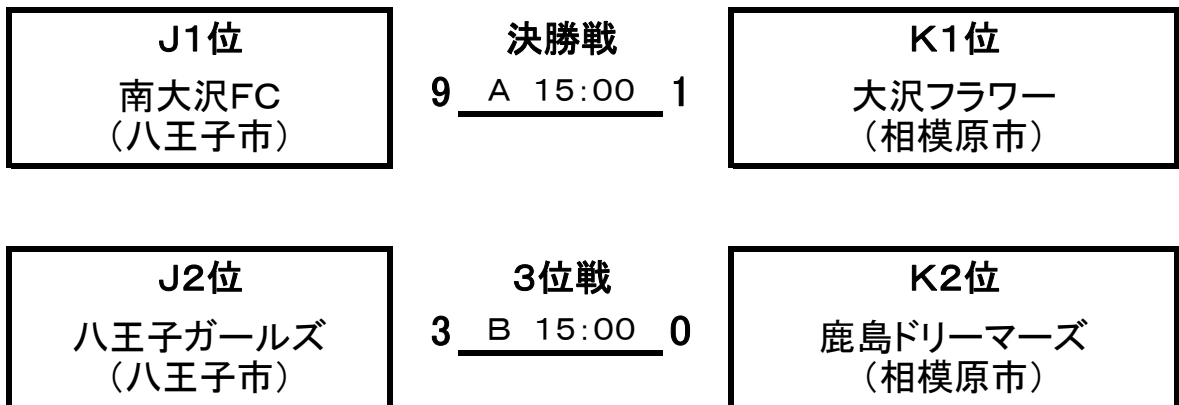 J1位
南大沢FC
（八王子市）
決勝戦
9 A 15:00 1
K1位
大沢フラワー
（相模原市）
J2位
八王子ガールズ
（八王子市）
3位戦
3 B 15:00 0
K2位
鹿島ドリーマーズ
（相模原市）